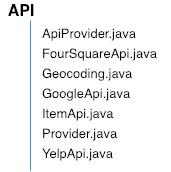 API
ApiProvider.java
FourSquareApi.java
Geocoding.java
GoogleApi.java
ItemApi.java
Provider.java
YelpApi.java